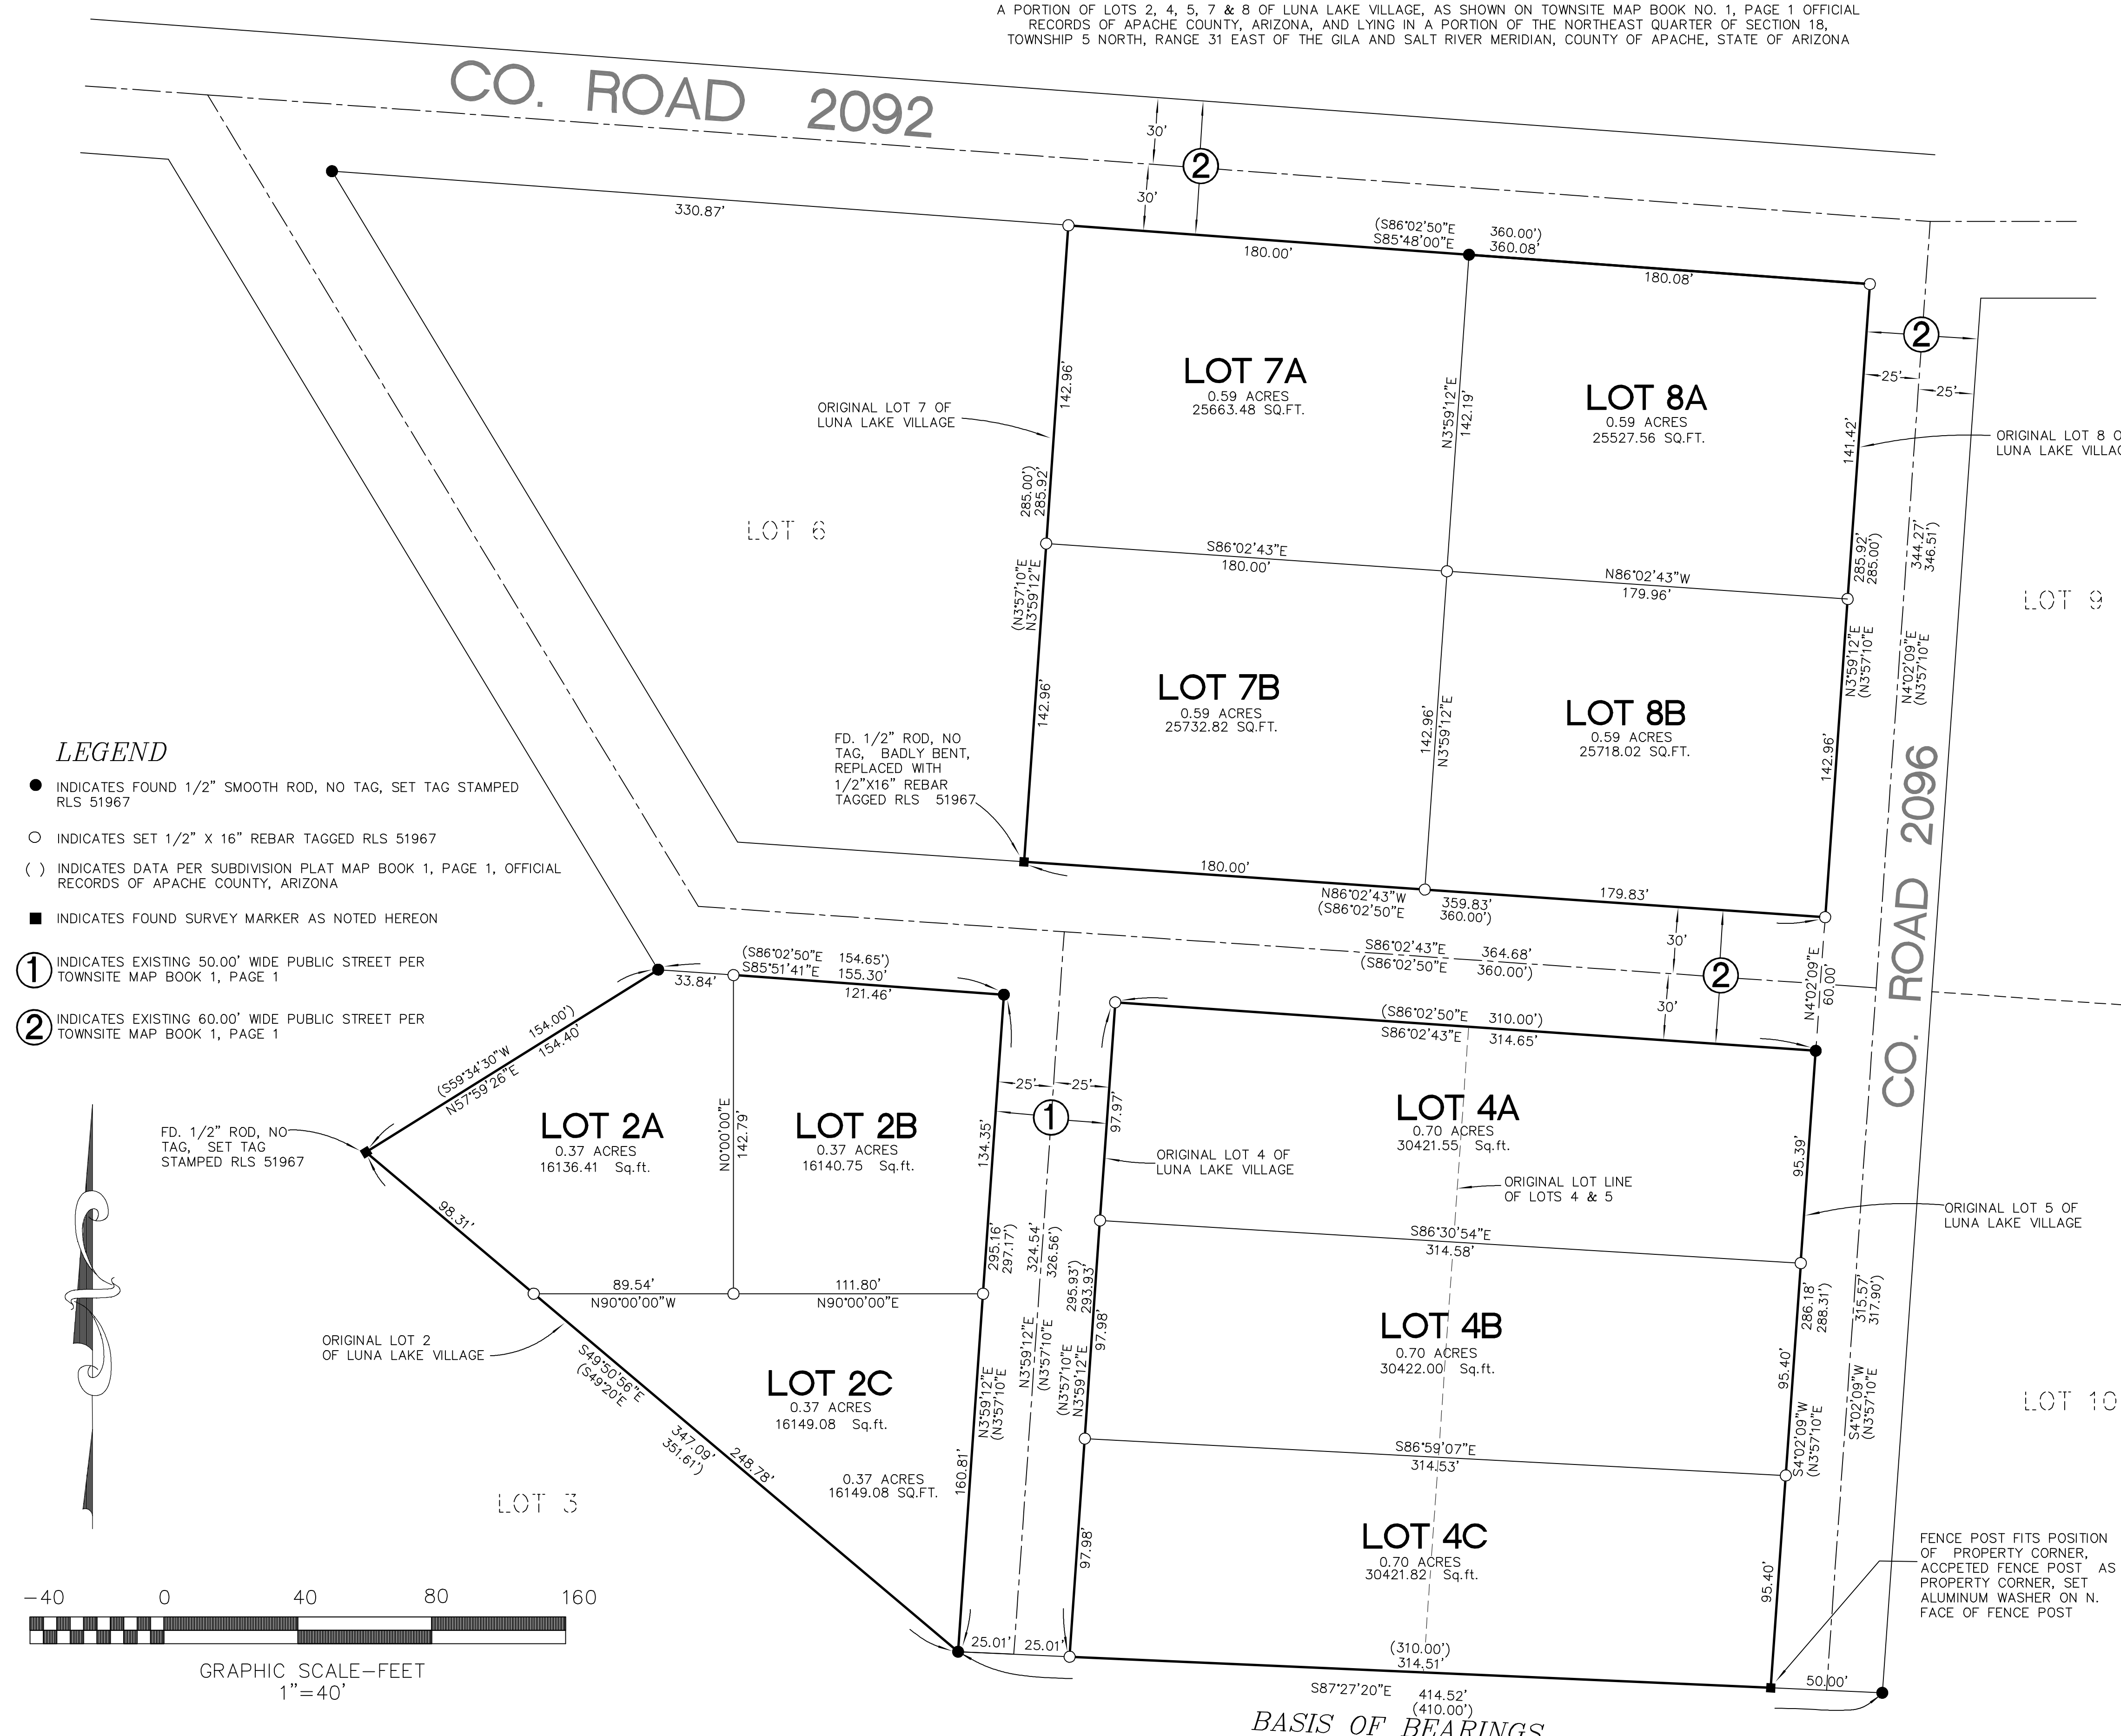 A PORTION OF LOTS 2, 4, 5, 7 & 8 OF LUNA LAKE VILLAGE, AS SHOWN ON TOWNSITE MAP BOOK NO. 1, PAGE 1 OFFICIAL
RECORDS OF APACHE COUNTY, ARIZONA, AND LYING IN A PORTION OF THE NORTHEAST QUARTER OF SECTION 18,
TOWNSHIP 5 NORTH, RANGE 31 EAST OF THE GILA AND SALT RIVER MERIDIAN, COUNTY OF APACHE, STATE OF ARIZONA
CO. ROAD 2092
30'
2
30'
330.87'
(S86°02'50"E 360.00')
S85°48'00"E 360.08'
180.00'
180.08'
2
25'
25'
LOT 7A
0.59 ACRES
25663.48 SQ.FT.
LOT 8A
0.59 ACRES
25527.56 SQ.FT.
142.96'
N3°59'12"E
142.19'
141.42'
ORIGINAL LOT 7 OF
LUNA LAKE VILLAGE
ORIGINAL LOT 8 O
LUNA LAKE VILLAG
285.00')
285.92'
(N3°57'10"E
N3°59'12"E
LOT 6
S86°02'43"E
180.00'
N86°02'43"W
179.96'
285.92'
285.00')
N3°59'12"E
(N3°57'10"E
344.27'
346.51')
N4°02'09"E
(N3°57'10"E
LOT 9
LOT 7B
0.59 ACRES
25732.82 SQ.FT.
LOT 8B
0.59 ACRES
25718.02 SQ.FT.
142.96'
142.96'
N3°59'12"E
142.96'
CO. ROAD 2096
FD. 1/2" ROD, NO
TAG, BADLY BENT,
REPLACED WITH
1/2"X16" REBAR
TAGGED RLS 51967
180.00'
179.83'
N86°02'43"W 359.83'
(S86°02'50"E 360.00')
LEGEND
INDICATES FOUND 1/2" SMOOTH ROD, NO TAG, SET TAG STAMPED
RLS 51967
INDICATES SET 1/2" X 16" REBAR TAGGED RLS 51967
( ) INDICATES DATA PER SUBDIVISION PLAT MAP BOOK 1, PAGE 1, OFFICIAL
RECORDS OF APACHE COUNTY, ARIZONA
INDICATES FOUND SURVEY MARKER AS NOTED HEREON
1 INDICATES EXISTING 50.00' WIDE PUBLIC STREET PER
TOWNSITE MAP BOOK 1, PAGE 1
2 INDICATES EXISTING 60.00' WIDE PUBLIC STREET PER
TOWNSITE MAP BOOK 1, PAGE 1
S86°02'43"E 364.68'
(S86°02'50"E 360.00')
30'
2
30'
N4°02'09"E
60.00'
(S86°02'50"E 154.65')
S85°51'41"E 155.30'
33.84'
121.46'
(S59°34'30"W 154.00')
N57°59'26"E 154.40'
FD. 1/2" ROD, NO
TAG, SET TAG
STAMPED RLS 51967
LOT 2A
0.37 ACRES
16136.41 Sq.ft.
N0°00'00"E
142.79'
LOT 2B
0.37 ACRES
16140.75 Sq.ft.
134.35'
25'
25'
1
98.31'
89.54'
N90°00'00"W
111.80'
N90°00'00"E
295.16'
297.17')
N3°59'12"E
(N3°57'10"E
324.54'
326.56')
N3°59'12"E
(N3°57'10"E
ORIGINAL LOT 2
OF LUNA LAKE VILLAGE
S49°50'56"E
(S49°20'E
347.09'
351.61')
248.78'
LOT 2C
0.37 ACRES
16149.08 Sq.ft.
0.37 ACRES
16149.08 SQ.FT.
160.81'
LOT 3
(S86°02'50"E 310.00')
S86°02'43"E 314.65'
97.97'
LOT 4A
0.70 ACRES
30421.55 Sq.ft.
95.39'
ORIGINAL LOT 4 OF
LUNA LAKE VILLAGE
ORIGINAL LOT LINE
OF LOTS 4 & 5
ORIGINAL LOT 5 OF
LUNA LAKE VILLAGE
S86°30'54"E
314.58'
295.93')
293.93'
(N3°57'10"E
N3°59'12"E
97.98'
LOT 4B
0.70 ACRES
30422.00 Sq.ft.
286.18'
288.31')
95.40'
S4°02'09"W
(N3°57'10"E
315.57'
317.90')
S4°02'09"W
(N3°57'10"E
LOT 10
S86°59'07"E
314.53'
97.98'
LOT 4C
0.70 ACRES
30421.82 Sq.ft.
95.40'
FENCE POST FITS POSITION
OF PROPERTY CORNER,
ACCPETED FENCE POST AS
PROPERTY CORNER, SET
ALUMINUM WASHER ON N.
FACE OF FENCE POST
25.01'
25.01'
(310.00')
314.51'
50.00'
S87°27'20"E 414.52'
(410.00')
BASIS OF BEARINGS
-40 0 40 80 160
GRAPHIC SCALE-FEET
1"=40'